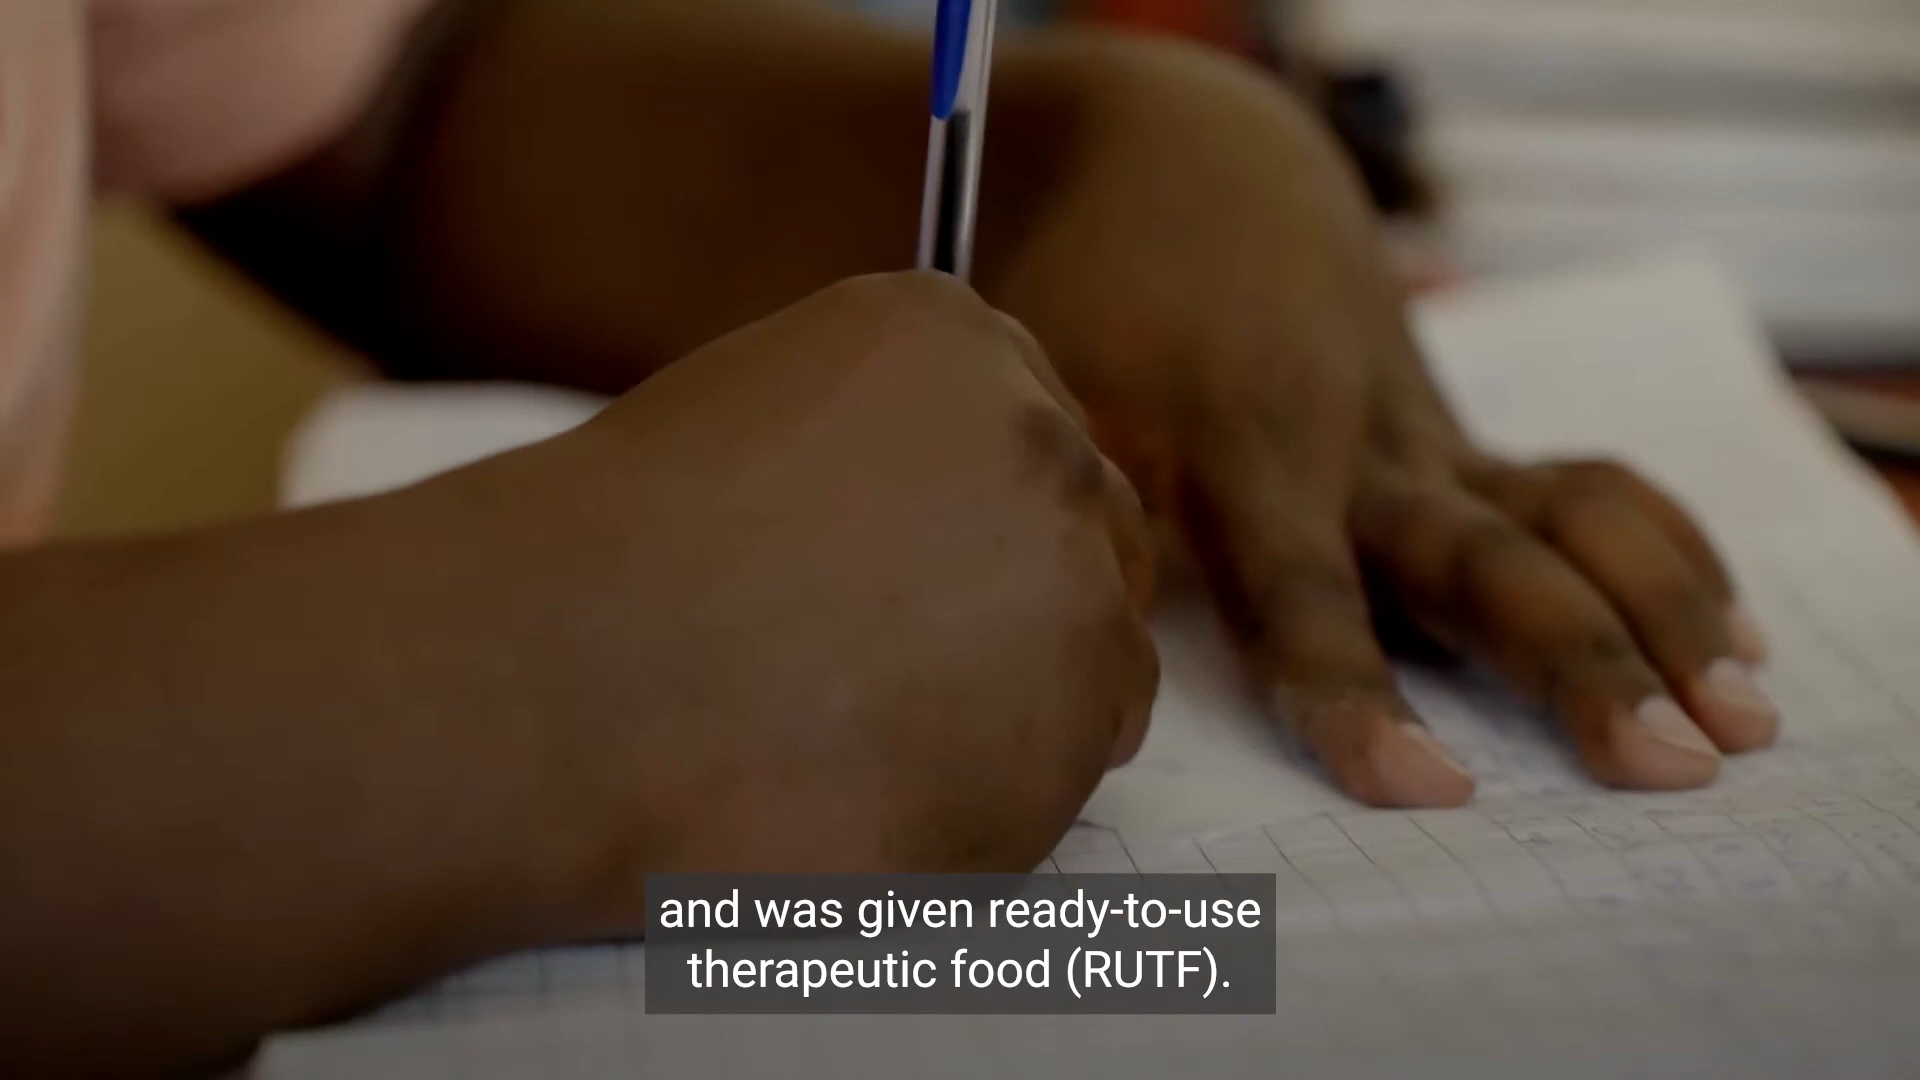 and was given ready-to-use
therapeutic food (RUTF).